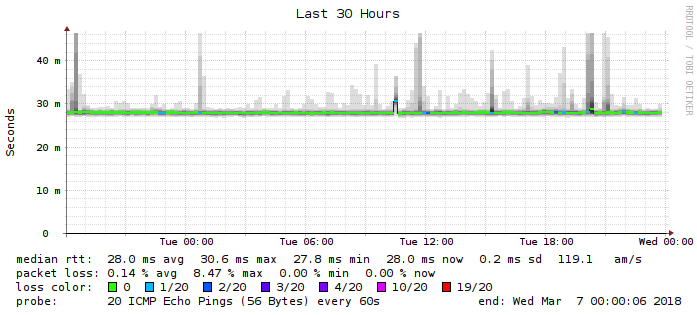 Last 30 Hours
RRDTOOL / TOBI OETIKER
Seconds
40 m
30 m
20 m
10 m
0
Tue 00:00 Tue 06:00 Tue 12:00 Tue 18:00 Wed 00:00
median rtt: 28.0 ms avg 30.6 ms max 27.8 ms min 28.0 ms now 0.2 ms sd 119.1 am/s
packet loss: 0.14 % avg 8.47 % max 0.00 % min 0.00 % now
loss color: 0 1/20 2/20 3/20 4/20 10/20 19/20
probe: 20 ICMP Echo Pings (56 Bytes) every 60s end: Wed Mar 7 00:00:06 2018